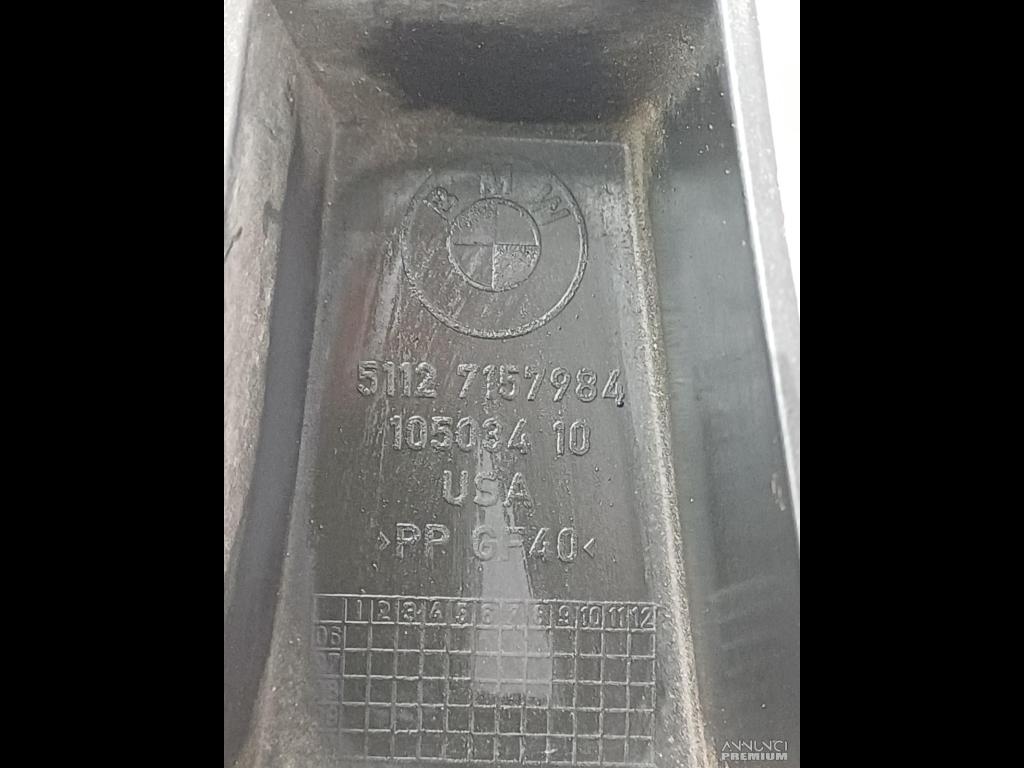 BMW
5112 7157984
105034 10
USA
>PP GF40<
1 2 3 4 5 6 7 8 9 10 11 12
06
ANNUNCI
PREMIUM